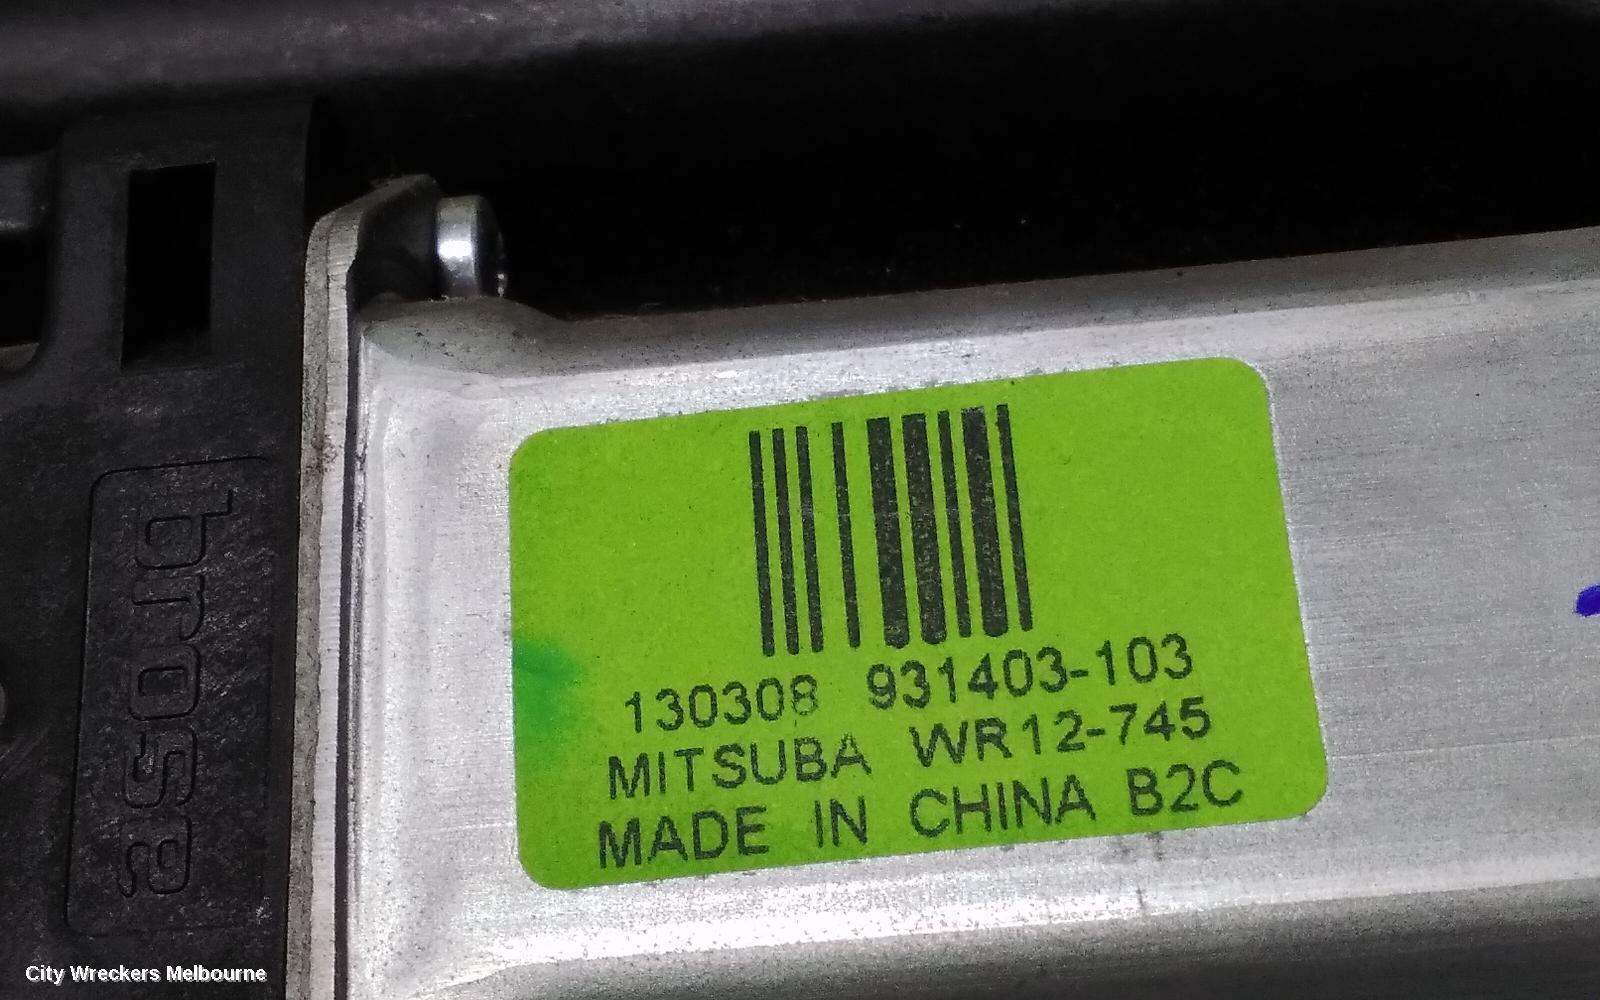 brose
130308 931403-103
MITSUBA WR12-745
MADE IN CHINA B2C
City Wreckers Melbourne